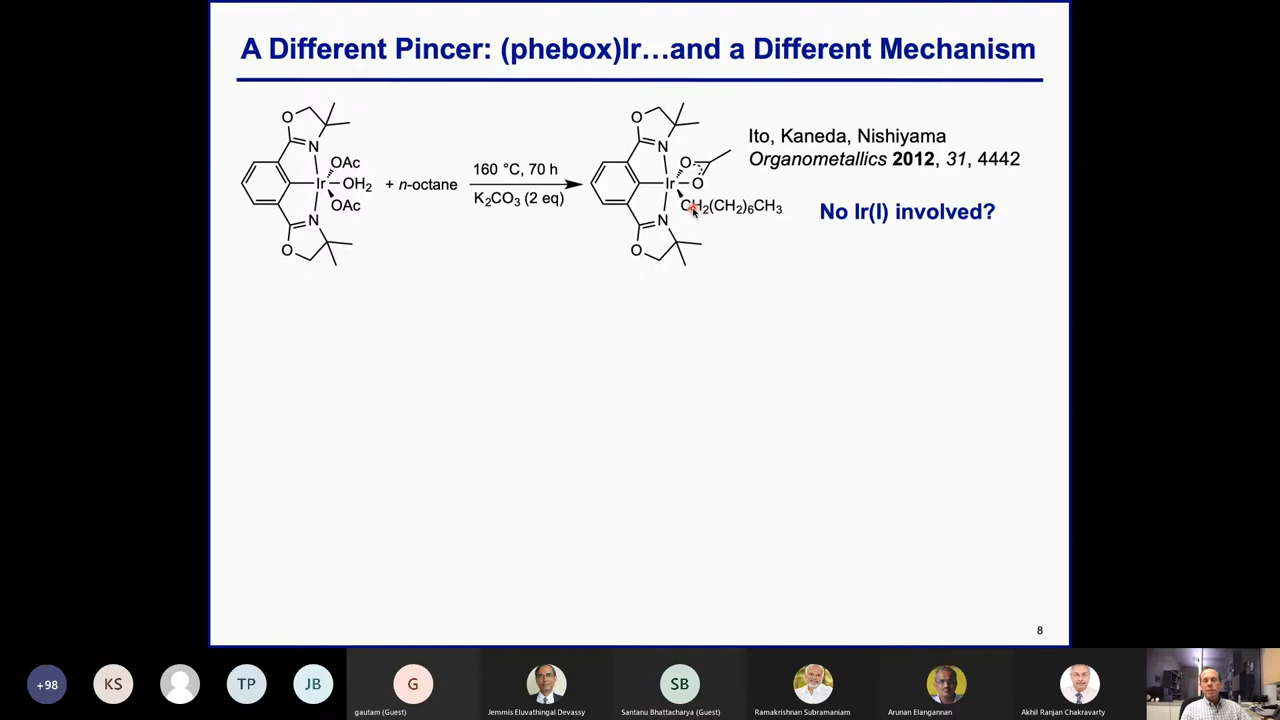 A Different Pincer: (phebox)Ir…and a Different Mechanism
O
N
OAc
Ir
OH₂
OAc
N
O
+ n-octane
160 °C, 70 h
K₂CO₃ (2 eq)
O
N
O
Ir
O
CH₂(CH₂)₆CH₃
N
O
Ito, Kaneda, Nishiyama
Organometallics 2012, 31, 4442
No Ir(I) involved?
8
+98
KS
TP
JB
G
gautam (Guest)
Jemmis Eluvathingal Devassy
SB
Santanu Bhattacharya (Guest)
Ramakrishnan Subramaniam
Arunan Elangannan
Akhil Ranjan Chakravarty